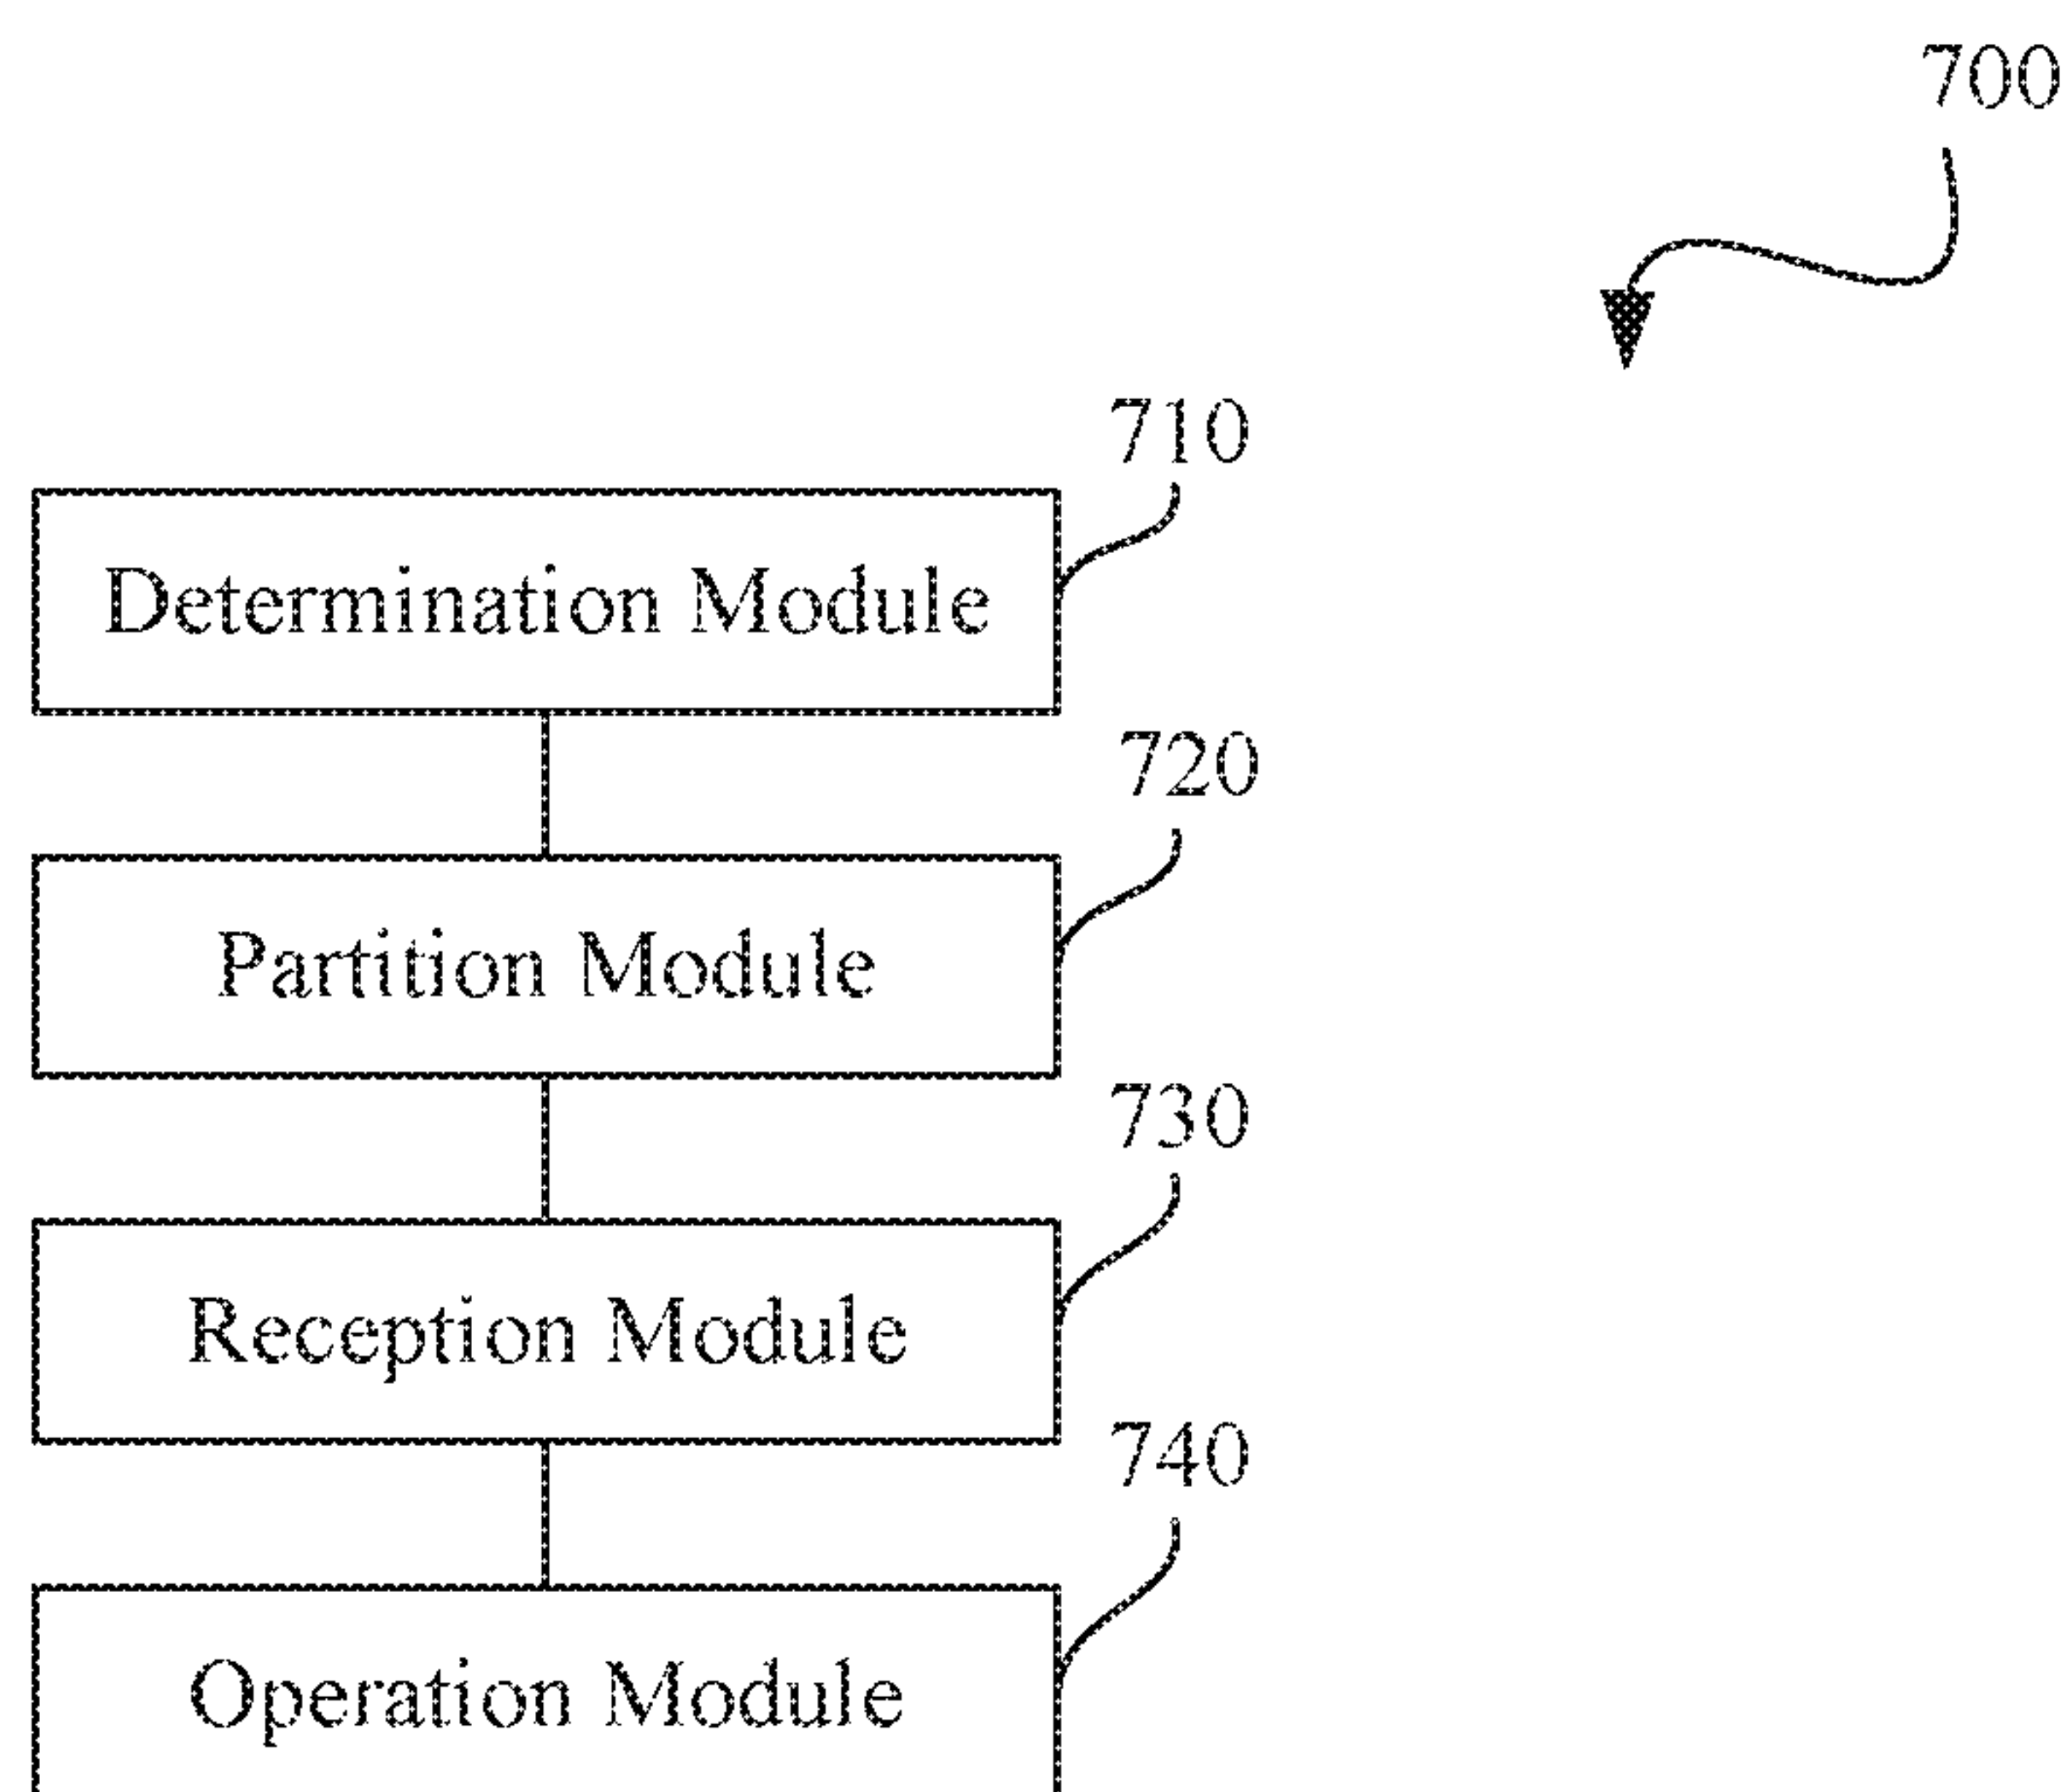 700
710
Determination Module
720
Partition Module
730
Reception Module
740
Operation Module